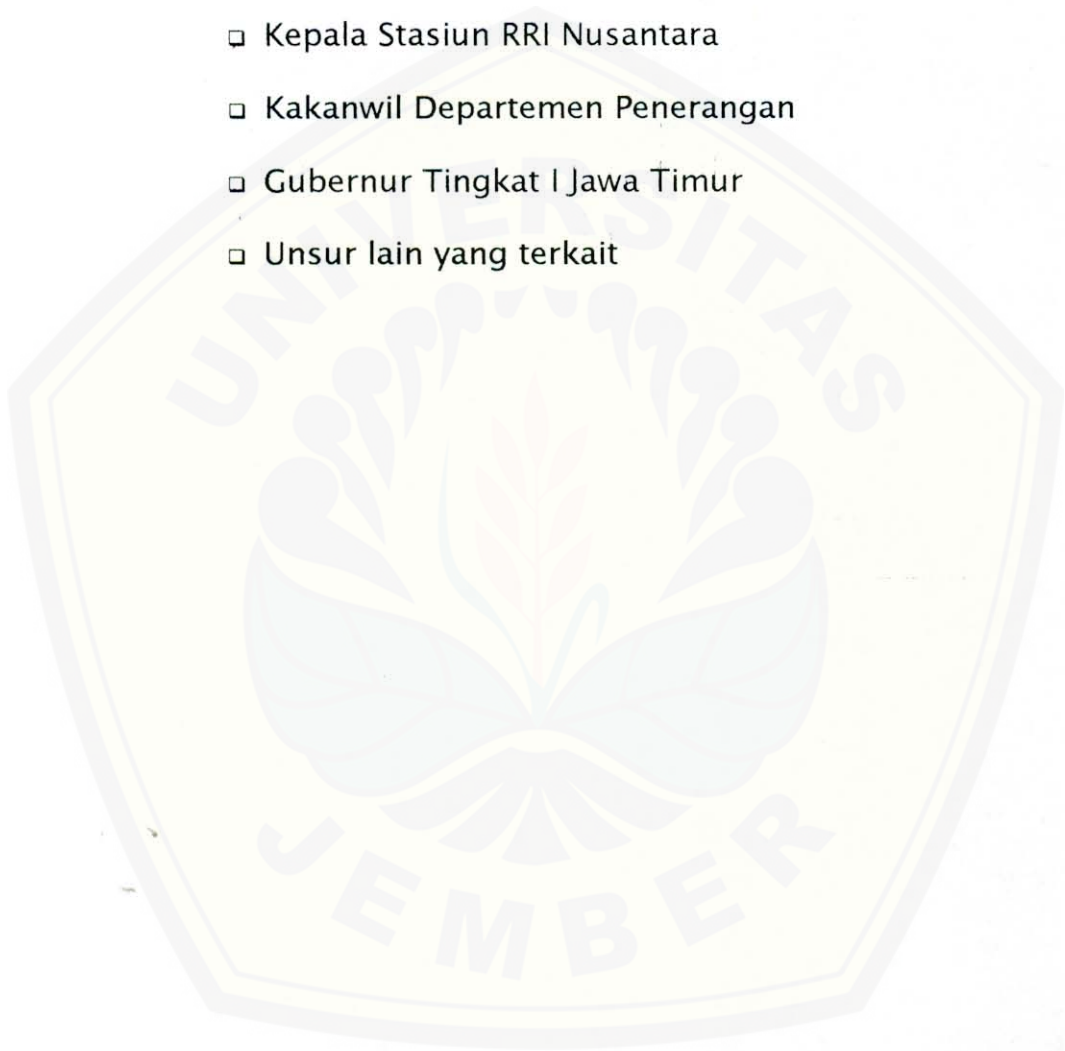 ❑ Kepala Stasiun RRI Nusantara
❑ Kakanwil Departemen Penerangan
❑ Gubernur Tingkat I Jawa Timur
❑ Unsur lain yang terkait
UNIVERSITAS
JEMBER